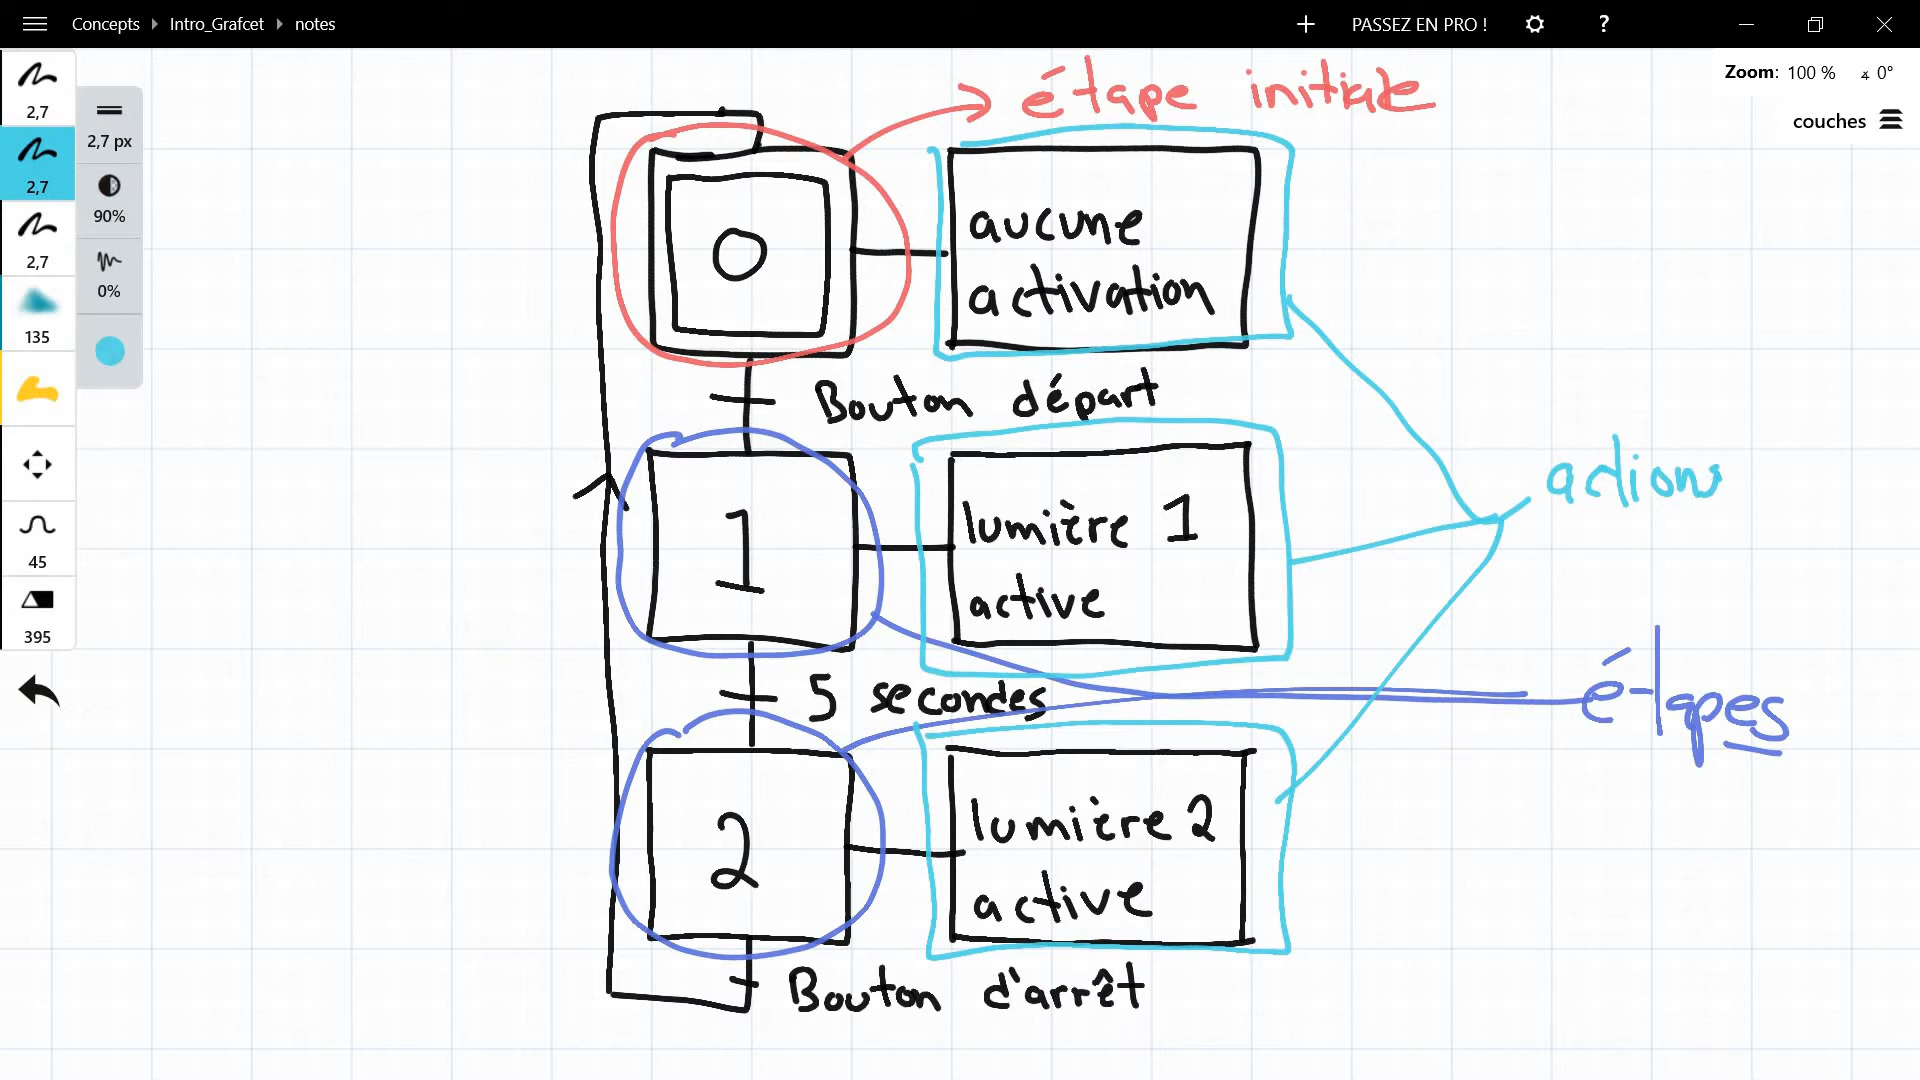 Concepts Intro_Grafcet notes
PASSEZ EN PRO ! ?
Zoom: 100 % 0°
couches
2,7
2,7
2,7
135
45
395
2,7 px
90%
0%
étape initiale
0
aucune
activation
Bouton départ
1
lumière 1
active
actions
5 secondes
étapes
2
lumière 2
active
Bouton d'arrêt